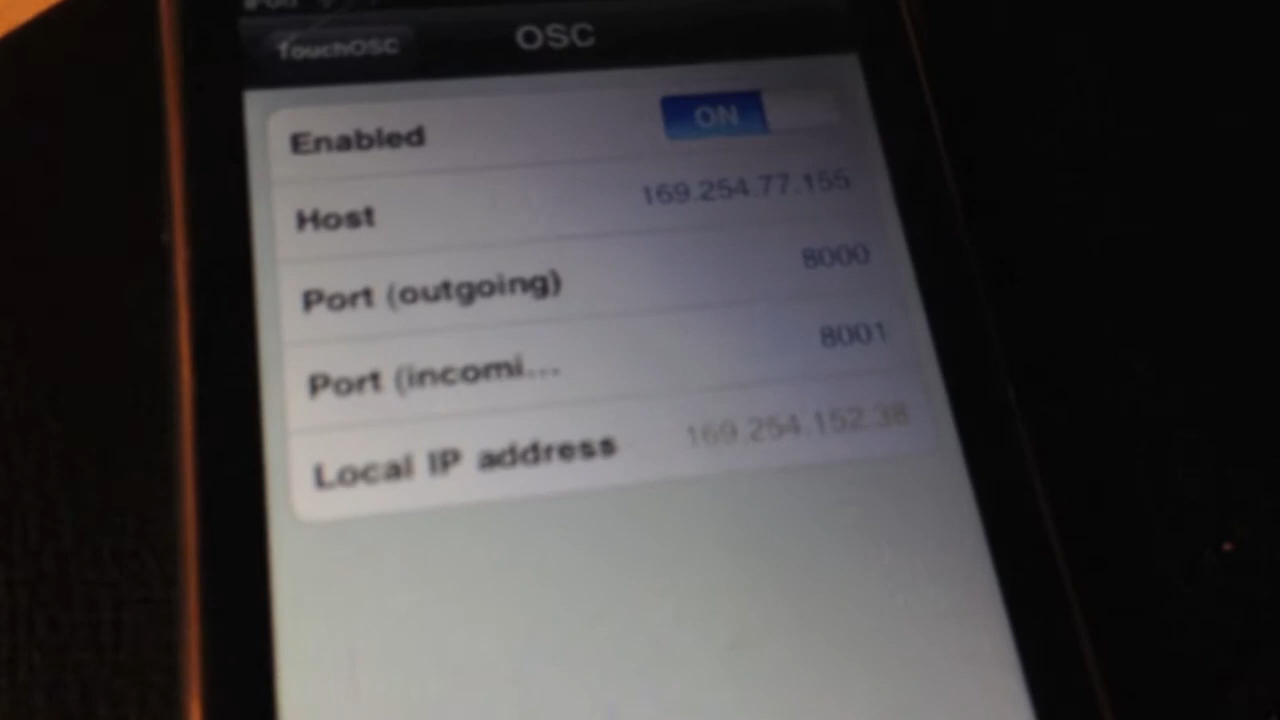 iPod
TouchOSC OSC
Enabled ON
Host 169.254.77.155
Port (outgoing) 8000
Port (incomi... 8001
Local IP address 169.254.152.38